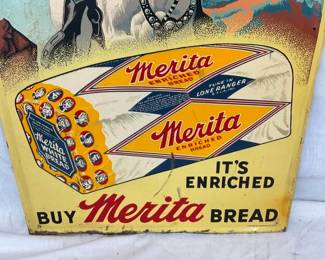 Merita
ENRICHED
BREAD
TUNE IN
LONE RANGER
Merita
ENRICHED
BREAD
Merita
WHITE
BREAD
IT'S
ENRICHED
BUY Merita BREAD